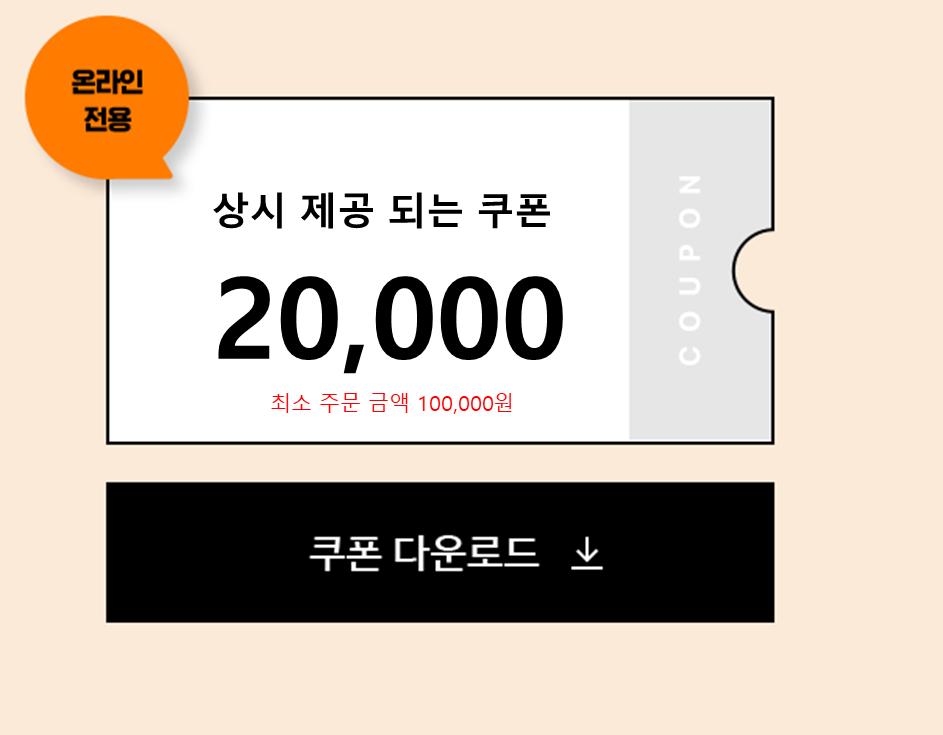 온라인
전용
상시 제공 되는 쿠폰
20,000
최소 주문 금액 100,000원
COUPON
쿠폰 다운로드